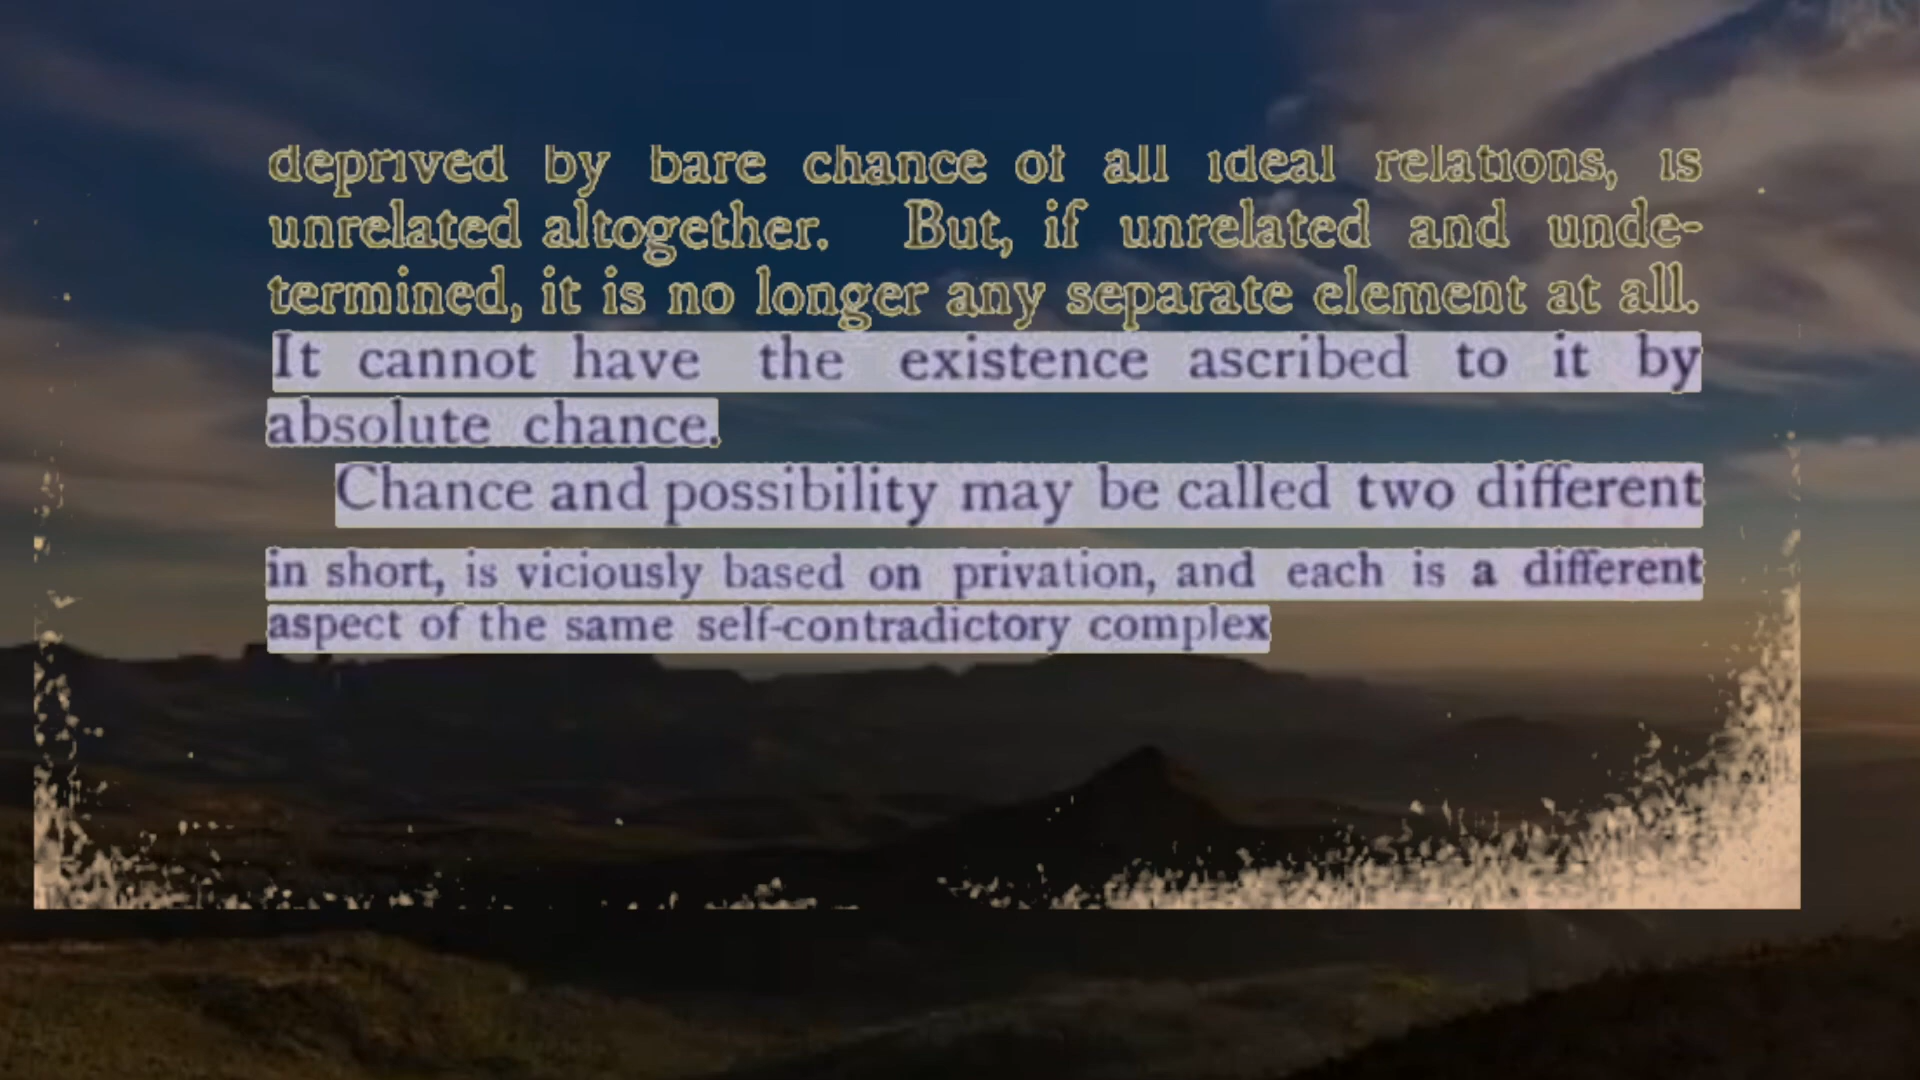 deprived by bare chance of all ideal relations, is
unrelated altogether. But, if unrelated and unde-
termined, it is no longer any separate element at all.
It cannot have the existence ascribed to it by
absolute chance.
Chance and possibility may be called two different
in short, is viciously based on privation, and each is a different
aspect of the same self-contradictory complex